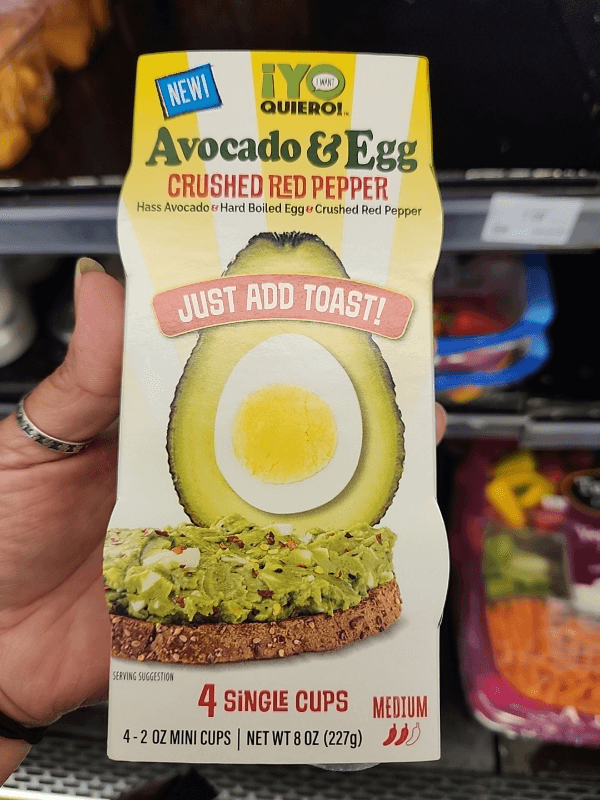 NEW!
¡YO
I WANT
QUIERO!™
Avocado & Egg
CRUSHED RED PEPPER
Hass Avocado & Hard Boiled Egg & Crushed Red Pepper
JUST ADD TOAST!
SERVING SUGGESTION
4 SiNGLE CUPS
MEDIUM
4 - 2 OZ MINI CUPS | NET WT 8 OZ (227g)